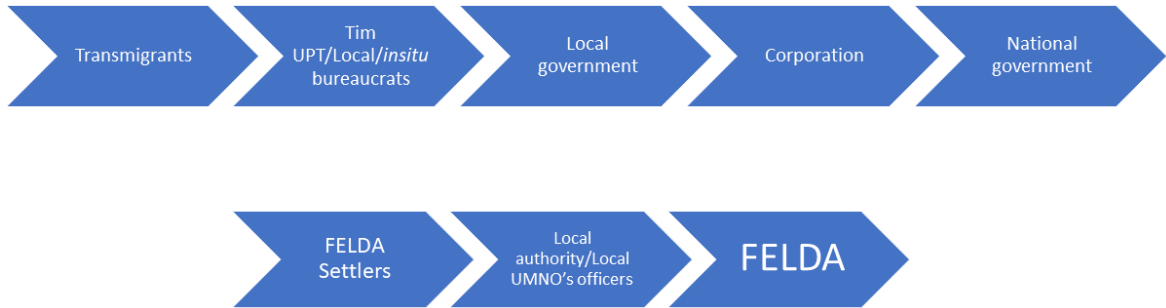 Transmigrants
Tim
UPT/Local/insitu
bureaucrats
Local
government
Corporation
National
government
FELDA
Settlers
Local
authority/Local
UMNO's officers
FELDA